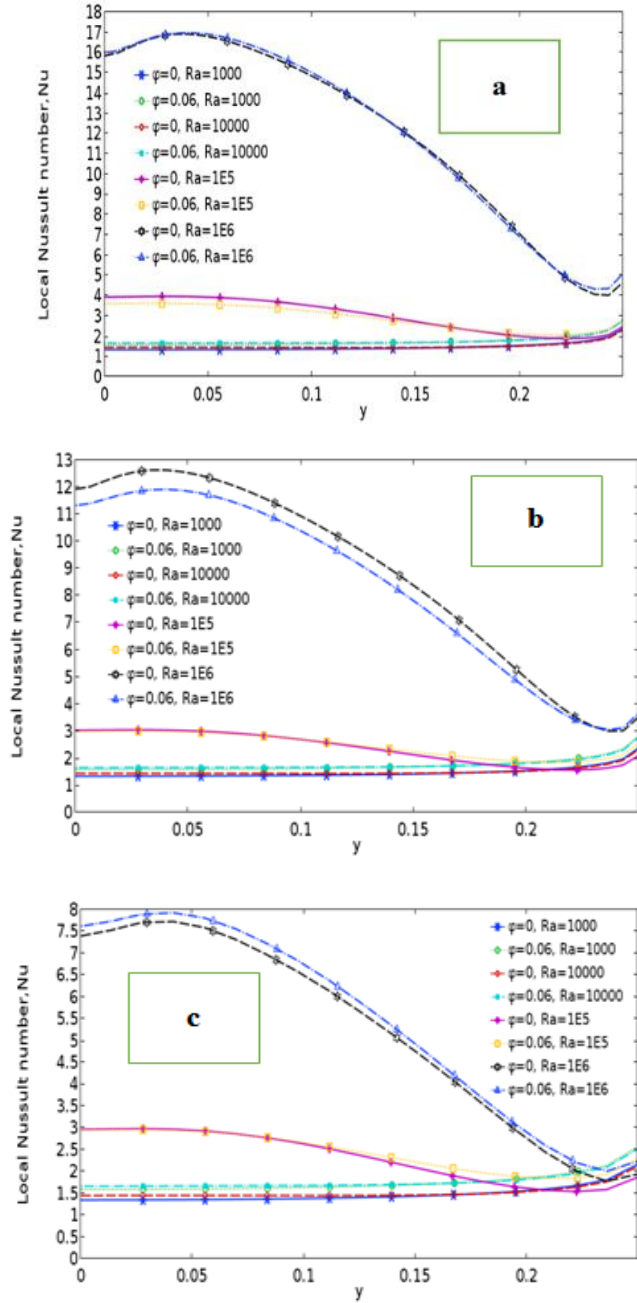 18
17
16
15
14
13
12
11
10
9
8
7
6
5
4
3
2
1
0
Local Nussult number,Nu
a
φ=0, Ra=1000
φ=0.06, Ra=1000
φ=0, Ra=10000
φ=0.06, Ra=10000
φ=0, Ra=1E5
φ=0.06, Ra=1E5
φ=0, Ra=1E6
φ=0.06, Ra=1E6
0 0.05 0.1 0.15 0.2
y
13
12
11
10
9
8
7
6
5
4
3
2
1
0
Local Nussult number,Nu
b
φ=0, Ra=1000
φ=0.06, Ra=1000
φ=0, Ra=10000
φ=0.06, Ra=10000
φ=0, Ra=1E5
φ=0.06, Ra=1E5
φ=0, Ra=1E6
φ=0.06, Ra=1E6
0 0.05 0.1 0.15 0.2
y
8
7.5
7
6.5
6
5.5
5
4.5
4
3.5
3
2.5
2
1.5
1
0.5
0
Local Nussult number,Nu
c
φ=0, Ra=1000
φ=0.06, Ra=1000
φ=0, Ra=10000
φ=0.06, Ra=10000
φ=0, Ra=1E5
φ=0.06, Ra=1E5
φ=0, Ra=1E6
φ=0.06, Ra=1E6
0 0.05 0.1 0.15 0.2
y